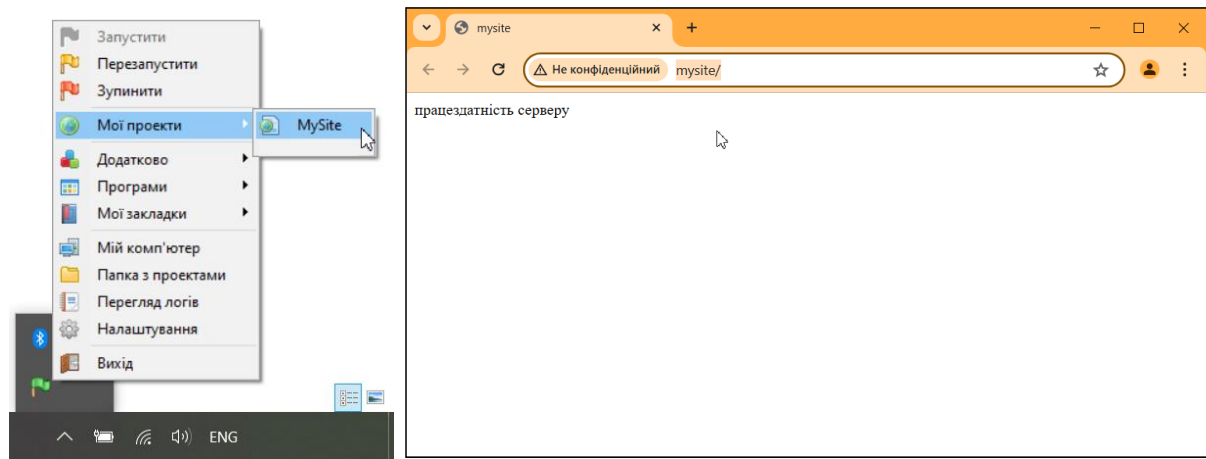 Запустити
Перезапустити
Зупинити
Мої проекти
MySite
Додатково
Програми
Мої закладки
Мій комп'ютер
Папка з проектами
Перегляд логів
Налаштування
Вихід
ENG
mysite
Не конфіденційний mysite/
працездатність серверу